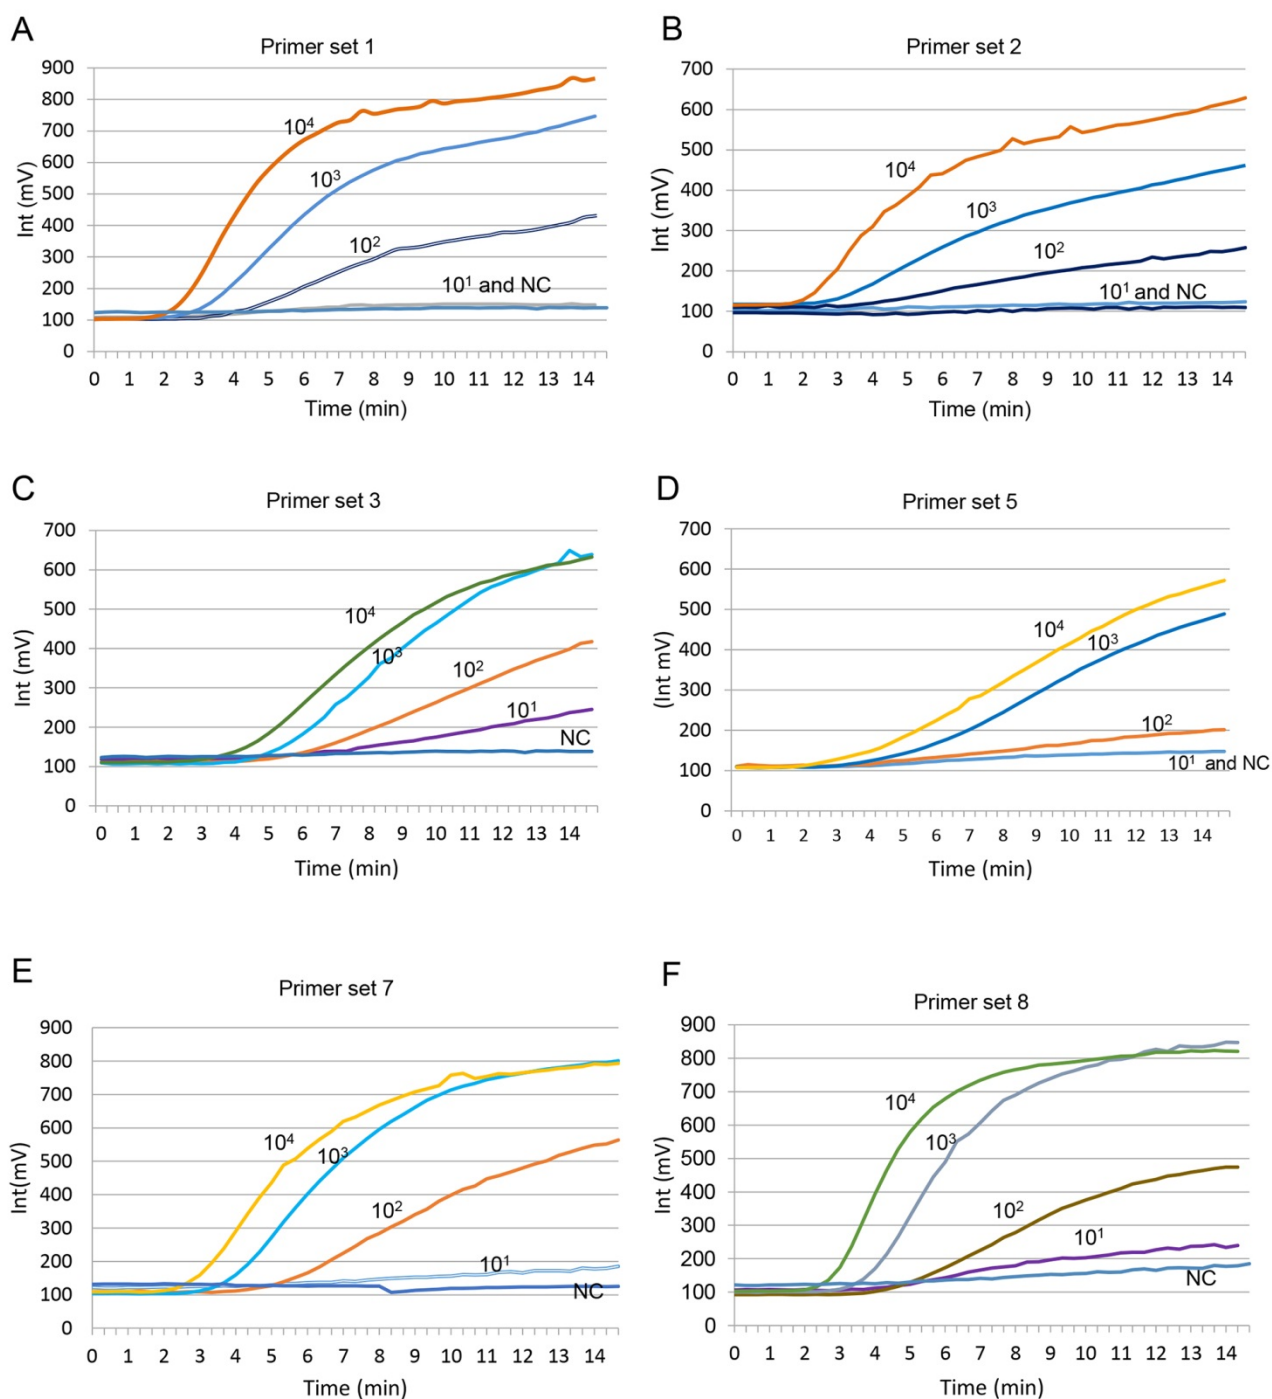 A
Primer set 1
Int (mV)
900
800
700
600
500
400
300
200
100
0
10⁴
10³
10²
10¹ and NC
0 1 2 3 4 5 6 7 8 9 10 11 12 13 14
Time (min)
B
Primer set 2
Int (mV)
700
600
500
400
300
200
100
0
10⁴
10³
10²
10¹ and NC
0 1 2 3 4 5 6 7 8 9 10 11 12 13 14
Time (min)
C
Primer set 3
Int (mV)
700
600
500
400
300
200
100
0
10⁴
10³
10²
10¹
NC
0 1 2 3 4 5 6 7 8 9 10 11 12 13 14
Time (min)
D
Primer set 5
(Int mV)
700
600
500
400
300
200
100
0
10⁴
10³
10²
10¹ and NC
0 1 2 3 4 5 6 7 8 9 10 11 12 13 14
Time (min)
E
Primer set 7
Int(mV)
900
800
700
600
500
400
300
200
100
0
10⁴
10³
10²
10¹
NC
0 1 2 3 4 5 6 7 8 9 10 11 12 13 14
Time (min)
F
Primer set 8
Int (mV)
900
800
700
600
500
400
300
200
100
0
10⁴
10³
10²
10¹
NC
0 1 2 3 4 5 6 7 8 9 10 11 12 13 14
Time (min)